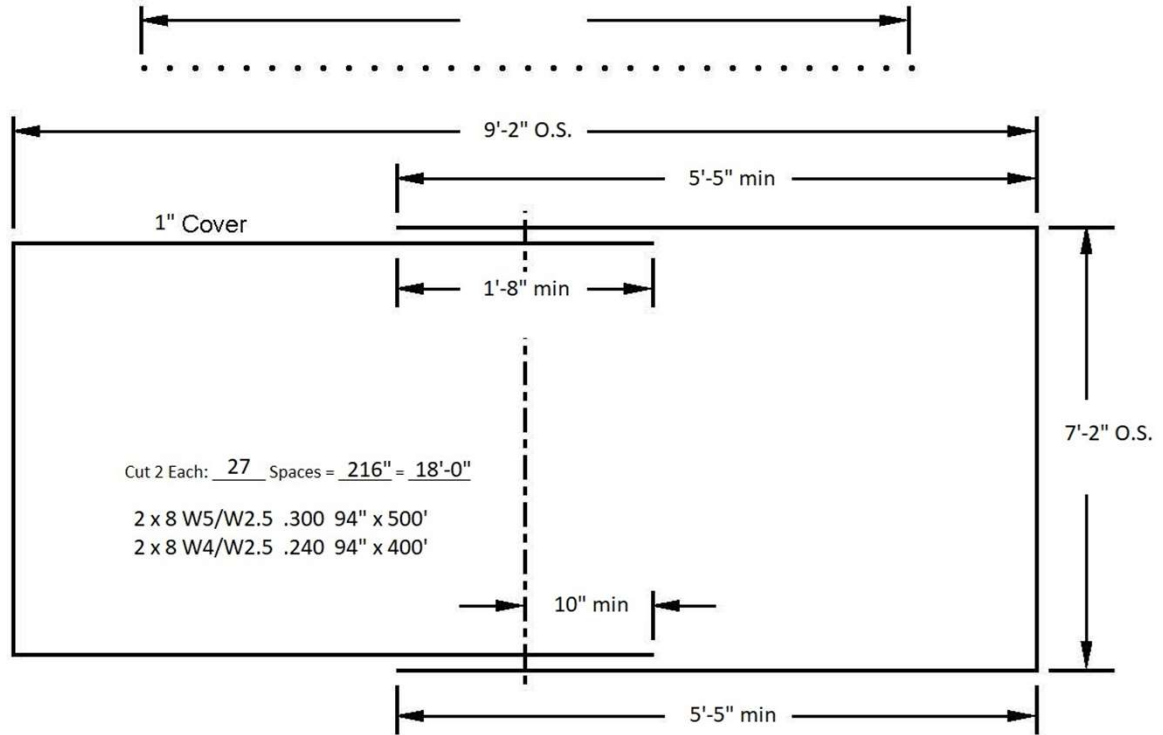 9'-2" O.S.
5'-5" min
1" Cover
1'-8" min
7'-2" O.S.
Cut 2 Each: 27 Spaces = 216" = 18'-0"
2 x 8 W5/W2.5 .300 94" x 500'
2 x 8 W4/W2.5 .240 94" x 400'
10" min
5'-5" min